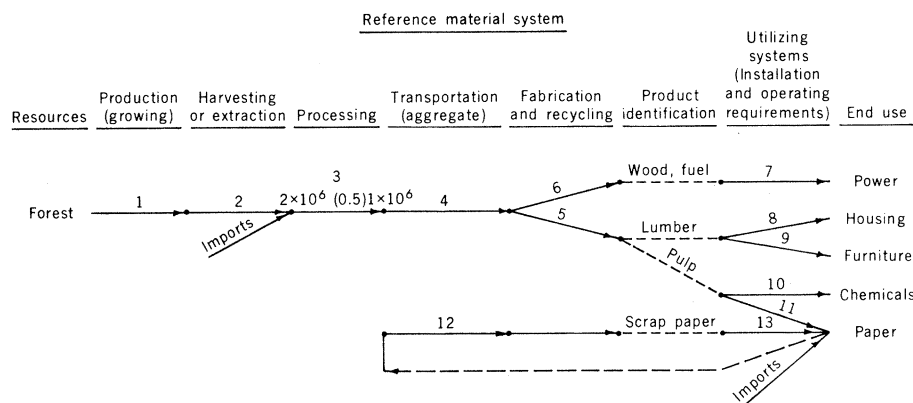 Reference material system
Utilizing
systems
(Installation
and operating
requirements)
Production
(growing)
Harvesting
or extraction
Transportation
(aggregate)
Fabrication
and recycling
Product
identification
Resources
Processing
End use
Forest
1
2
Imports
3
2×10⁶ (0.5)1×10⁶
4
6
5
Wood, fuel
7
Power
Lumber
8
Housing
9
Furniture
Pulp
10
Chemicals
11
12
Scrap paper
13
Paper
Imports